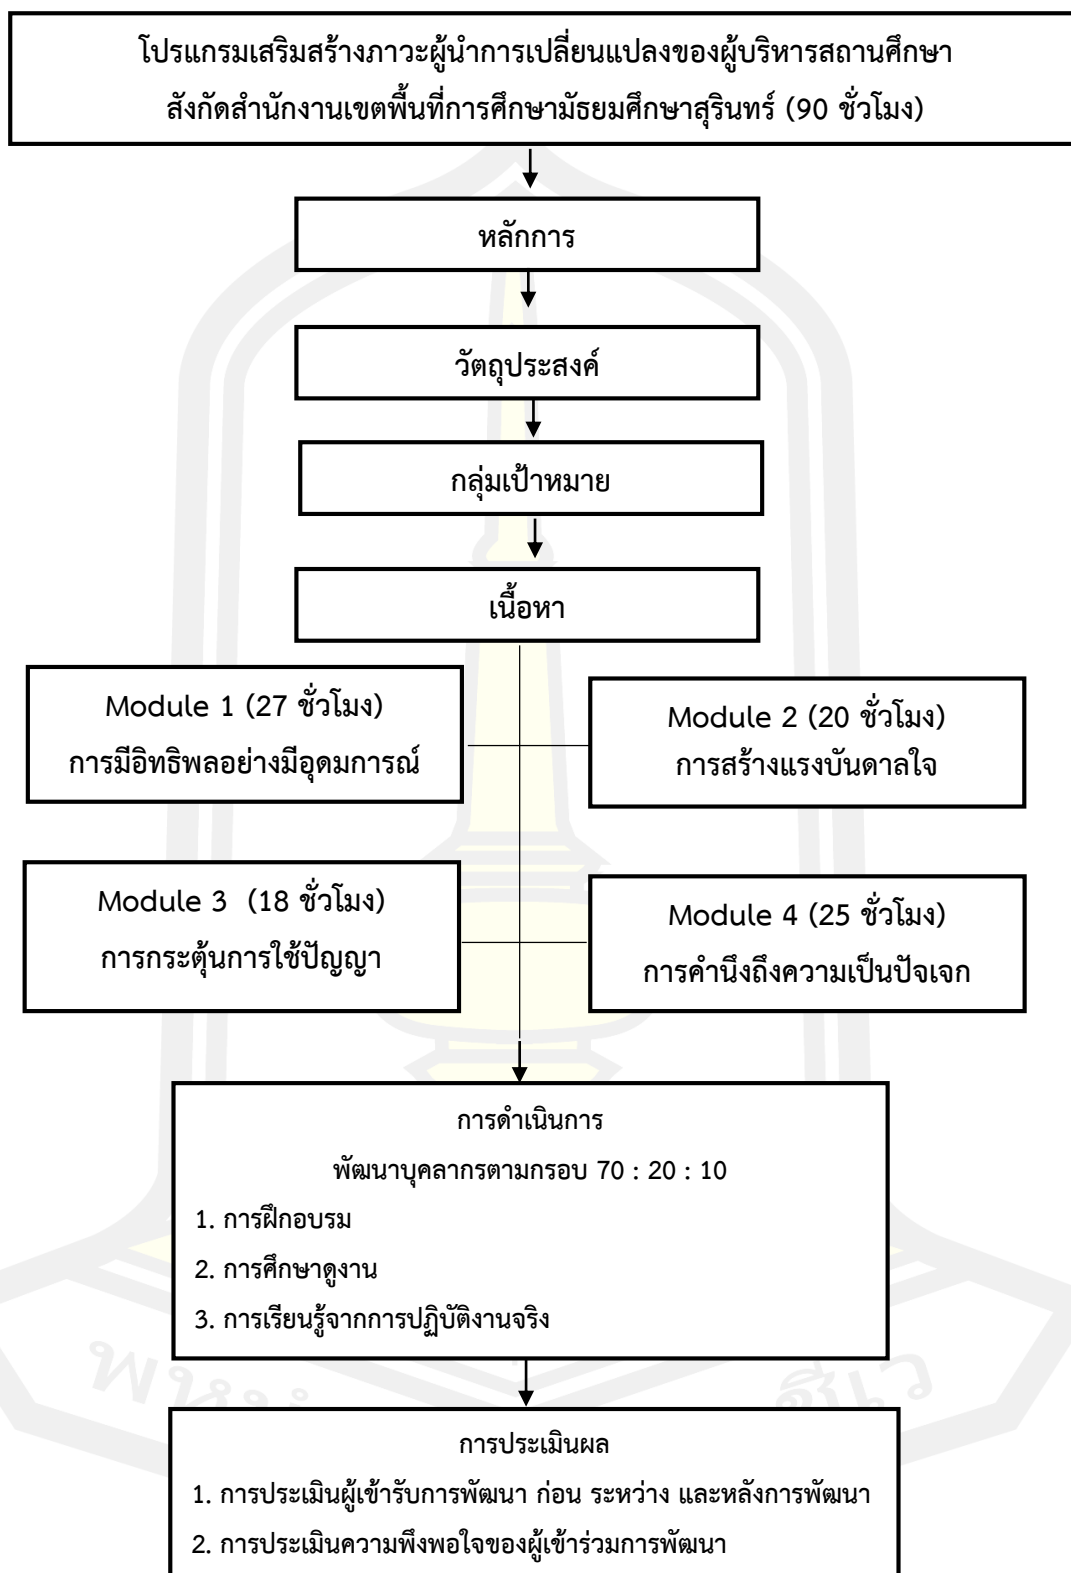 โปรแกรมเสริมสร้างภาวะผู้นำการเปลี่ยนแปลงของผู้บริหารสถานศึกษา
สังกัดสำนักงานเขตพื้นที่การศึกษามัธยมศึกษาสุรินทร์ (90 ชั่วโมง)
หลักการ
วัตถุประสงค์
กลุ่มเป้าหมาย
เนื้อหา
Module 1 (27 ชั่วโมง)
การมีอิทธิพลอย่างมีอุดมการณ์
Module 2 (20 ชั่วโมง)
การสร้างแรงบันดาลใจ
Module 3 (18 ชั่วโมง)
การกระตุ้นการใช้ปัญญา
Module 4 (25 ชั่วโมง)
การคำนึงถึงความเป็นปัจเจก
การดำเนินการ
พัฒนาบุคลากรตามกรอบ 70 : 20 : 10
1. การฝึกอบรม
2. การศึกษาดูงาน
3. การเรียนรู้จากการปฏิบัติงานจริง
การประเมินผล
1. การประเมินผู้เข้ารับการพัฒนา ก่อน ระหว่าง และหลังการพัฒนา
2. การประเมินความพึงพอใจของผู้เข้าร่วมการพัฒนา